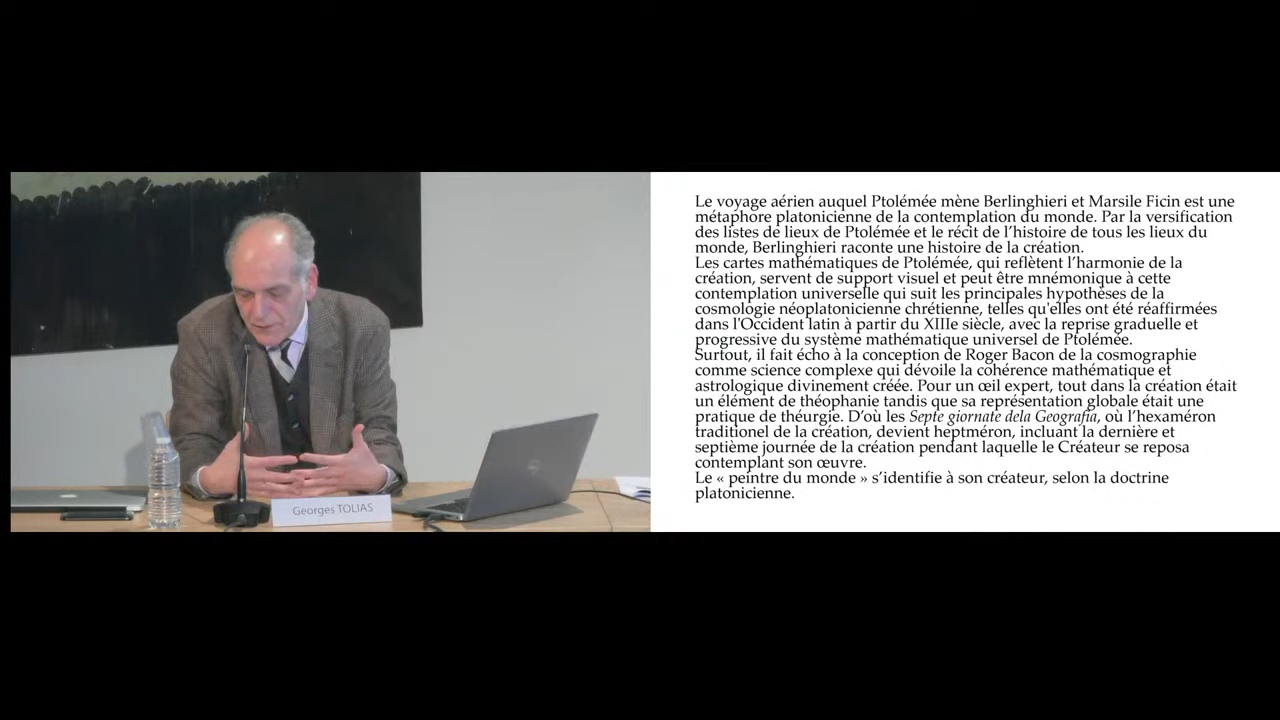 Georges TOLIAS
Le voyage aérien auquel Ptolémée mène Berlinghieri et Marsile Ficin est une
métaphore platonicienne de la contemplation du monde. Par la versification
des listes de lieux de Ptolémée et le récit de l’histoire de tous les lieux du
monde, Berlinghieri raconte une histoire de la création.
Les cartes mathématiques de Ptolémée, qui reflètent l’harmonie de la
création, servent de support visuel et peut être mnémonique à cette
contemplation universelle qui suit les principales hypothèses de la
cosmologie néoplatonicienne chrétienne, telles qu'elles ont été réaffirmées
dans l'Occident latin à partir du XIIIe siècle, avec la reprise graduelle et
progressive du système mathématique universel de Ptolémée.
Surtout, il fait écho à la conception de Roger Bacon de la cosmographie
comme science complexe qui dévoile la cohérence mathématique et
astrologique divinement créée. Pour un œil expert, tout dans la création était
un élément de théophanie tandis que sa représentation globale était une
pratique de théurgie. D’où les Septe giornate dela Geografia, où l’hexaméron
traditionel de la création, devient heptméron, incluant la dernière et
septième journée de la création pendant laquelle le Créateur se reposa
contemplant son œuvre.
Le « peintre du monde » s’identifie à son créateur, selon la doctrine
platonicienne.